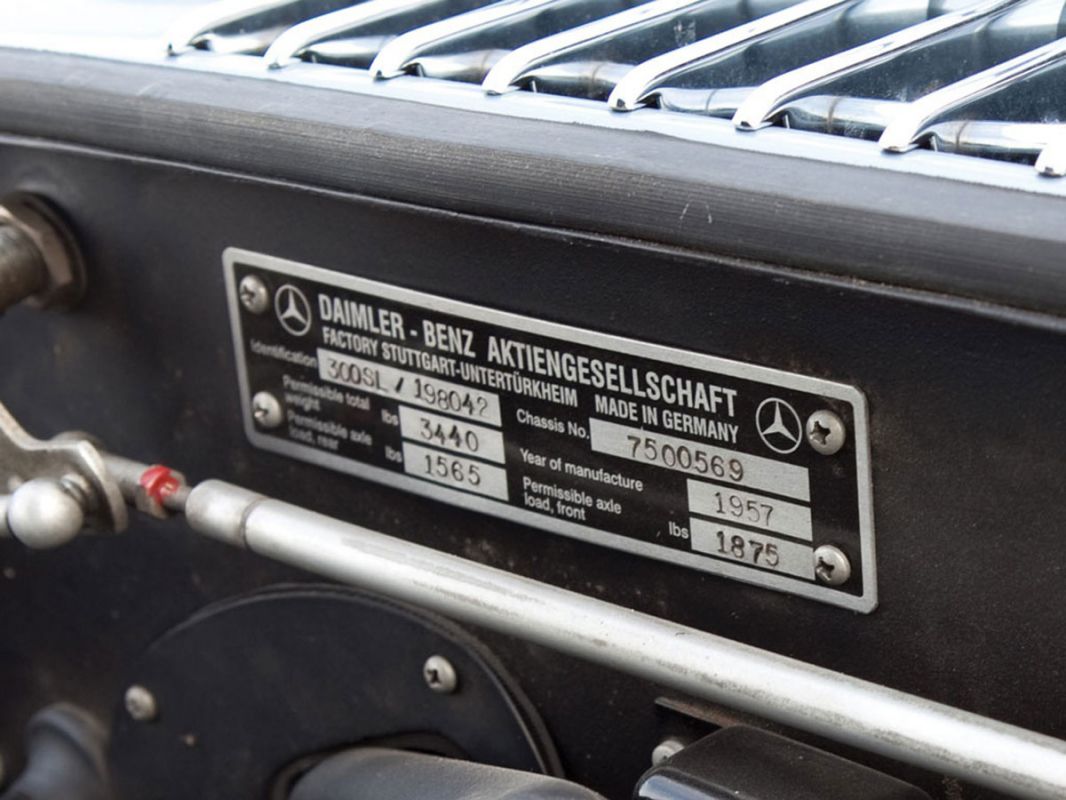 DAIMLER - BENZ AKTIENGESELLSCHAFT
FACTORY STUTTGART-UNTERTÜRKHEIM MADE IN GERMANY
Identification 300SL / 198042 Chassis No. 7500569
Permissible total weight lbs 3440 Year of manufacture 1957
Permissible axle load, rear lbs 1565 Permissible axle load, front lbs 1875